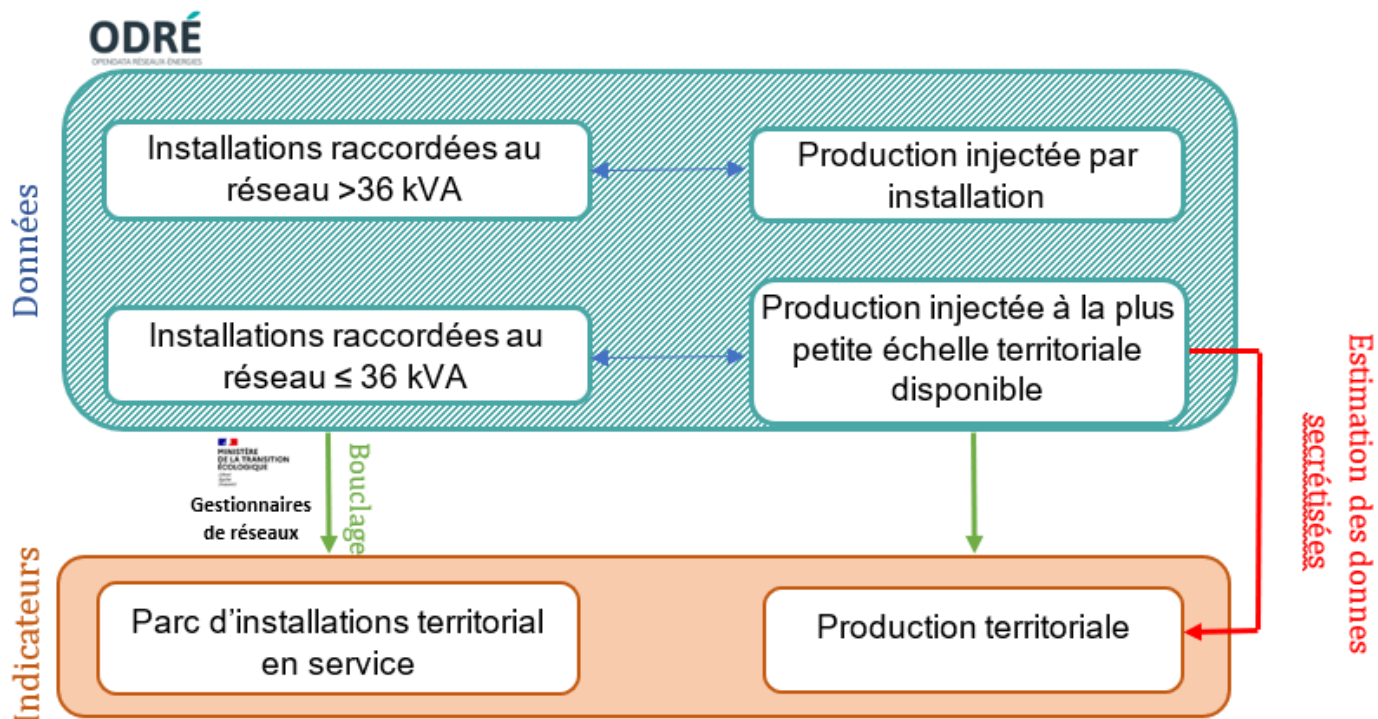 ODRÉ
OPENDATA RÉSEAUX-ÉNERGIES
Données
Installations raccordées au
réseau >36 kVA
Production injectée par
installation
Installations raccordées au
réseau ≤ 36 kVA
Production injectée à la plus
petite échelle territoriale
disponible
Estimation des donnes
secrétisées
MINISTÈRE
DE LA TRANSITION
ÉCOLOGIQUE
Gestionnaires
de réseaux
Bouclage
Indicateurs
Parc d'installations territorial
en service
Production territoriale